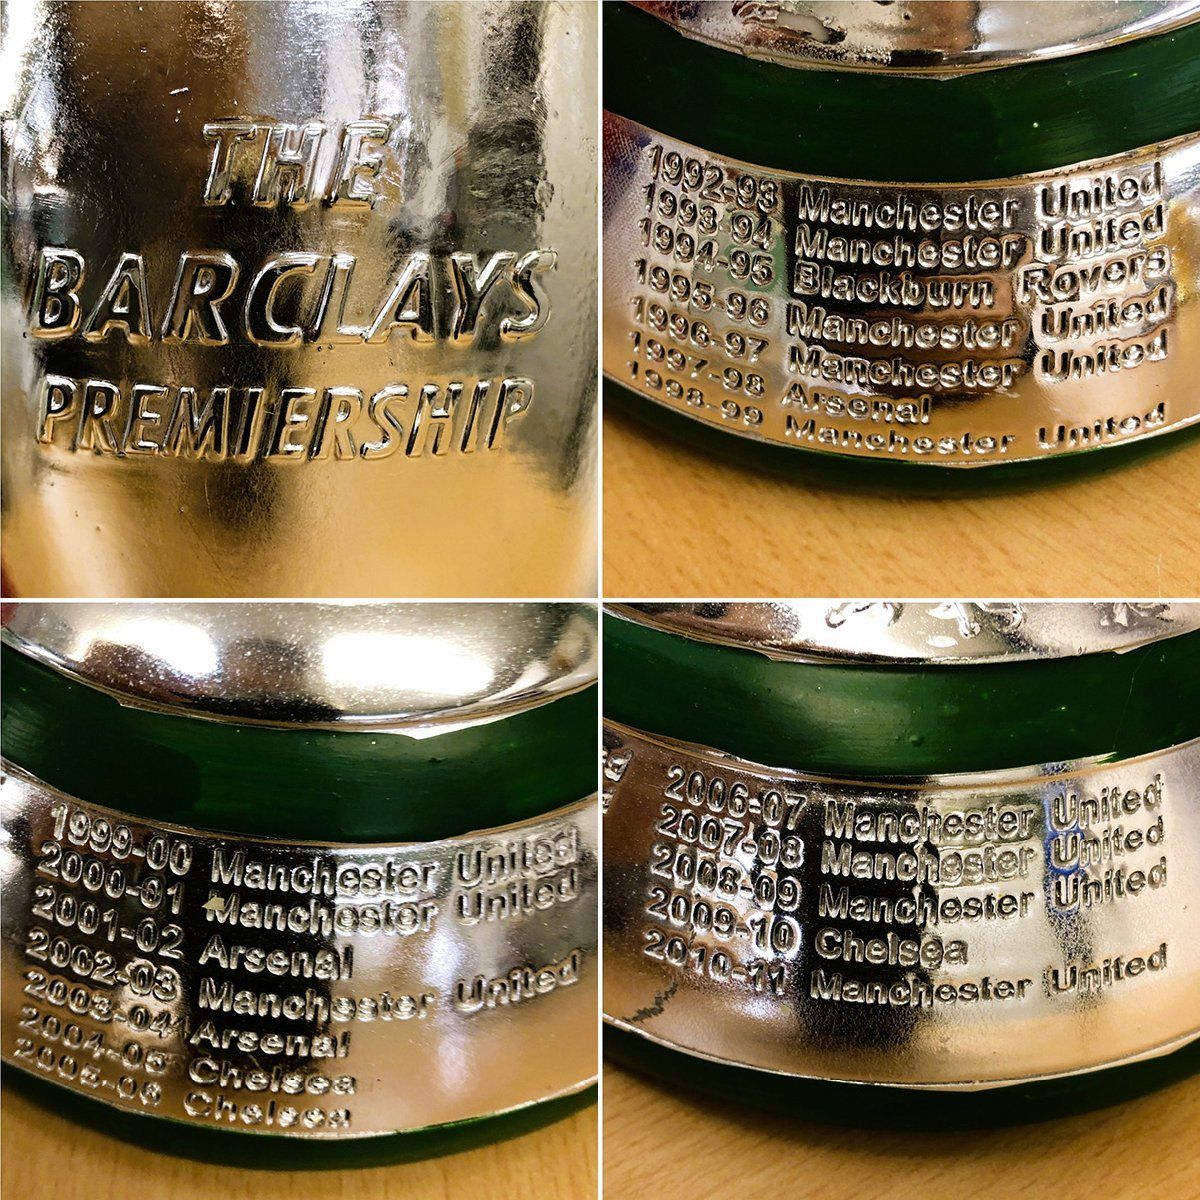 THE
BARCLAYS
PREMIERSHIP
1992-93 Manchester United
1993-94 Manchester United
1994-95 Blackburn Rovers
1995-96 Manchester United
1996-97 Manchester United
1997-98 Arsenal
1998-99 Manchester United
1999-00 Manchester United
2000-01 Manchester United
2001-02 Arsenal
2002-03 Manchester United
2003-04 Arsenal
2004-05 Chelsea
2005-06 Chelsea
2006-07 Manchester United
2007-08 Manchester United
2008-09 Manchester United
2009-10 Chelsea
2010-11 Manchester United